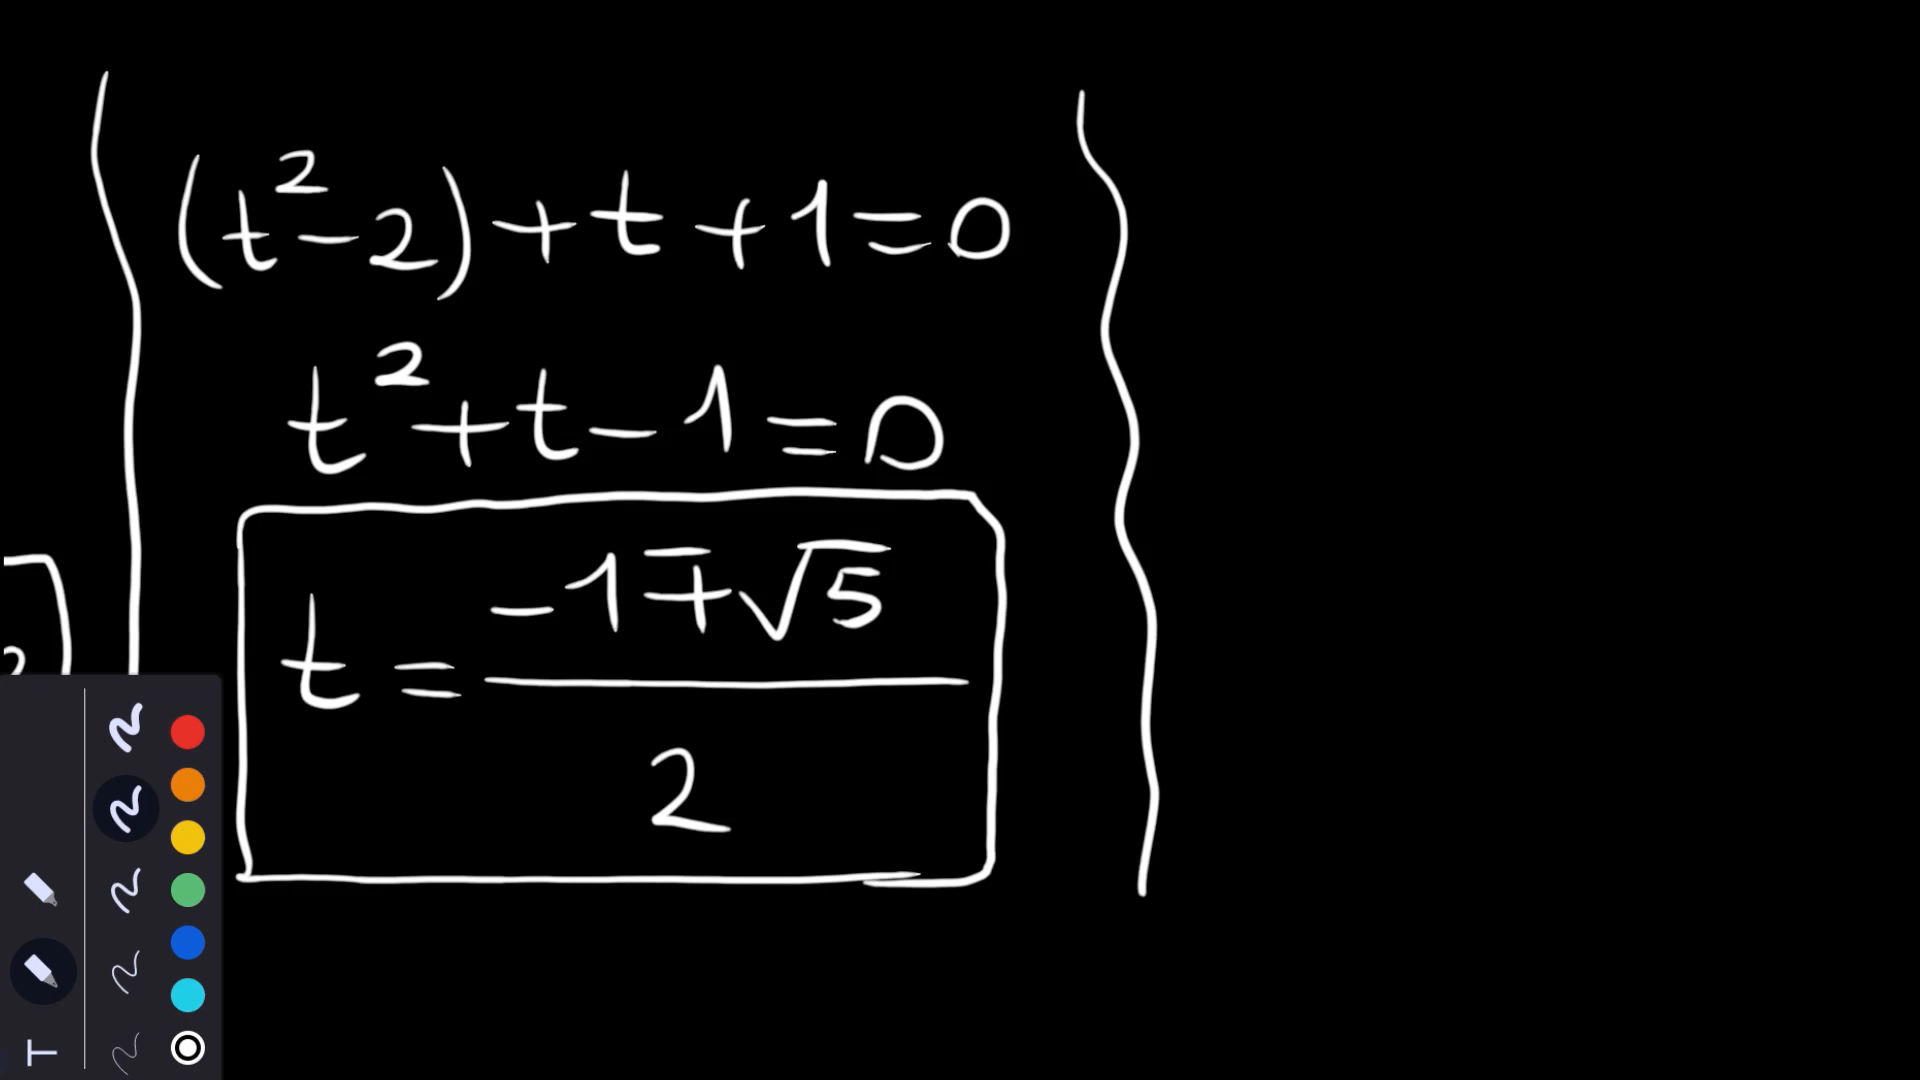 (t²-2)+t+1=0
t²+t-1=0
t = (-1∓√5)/2
T